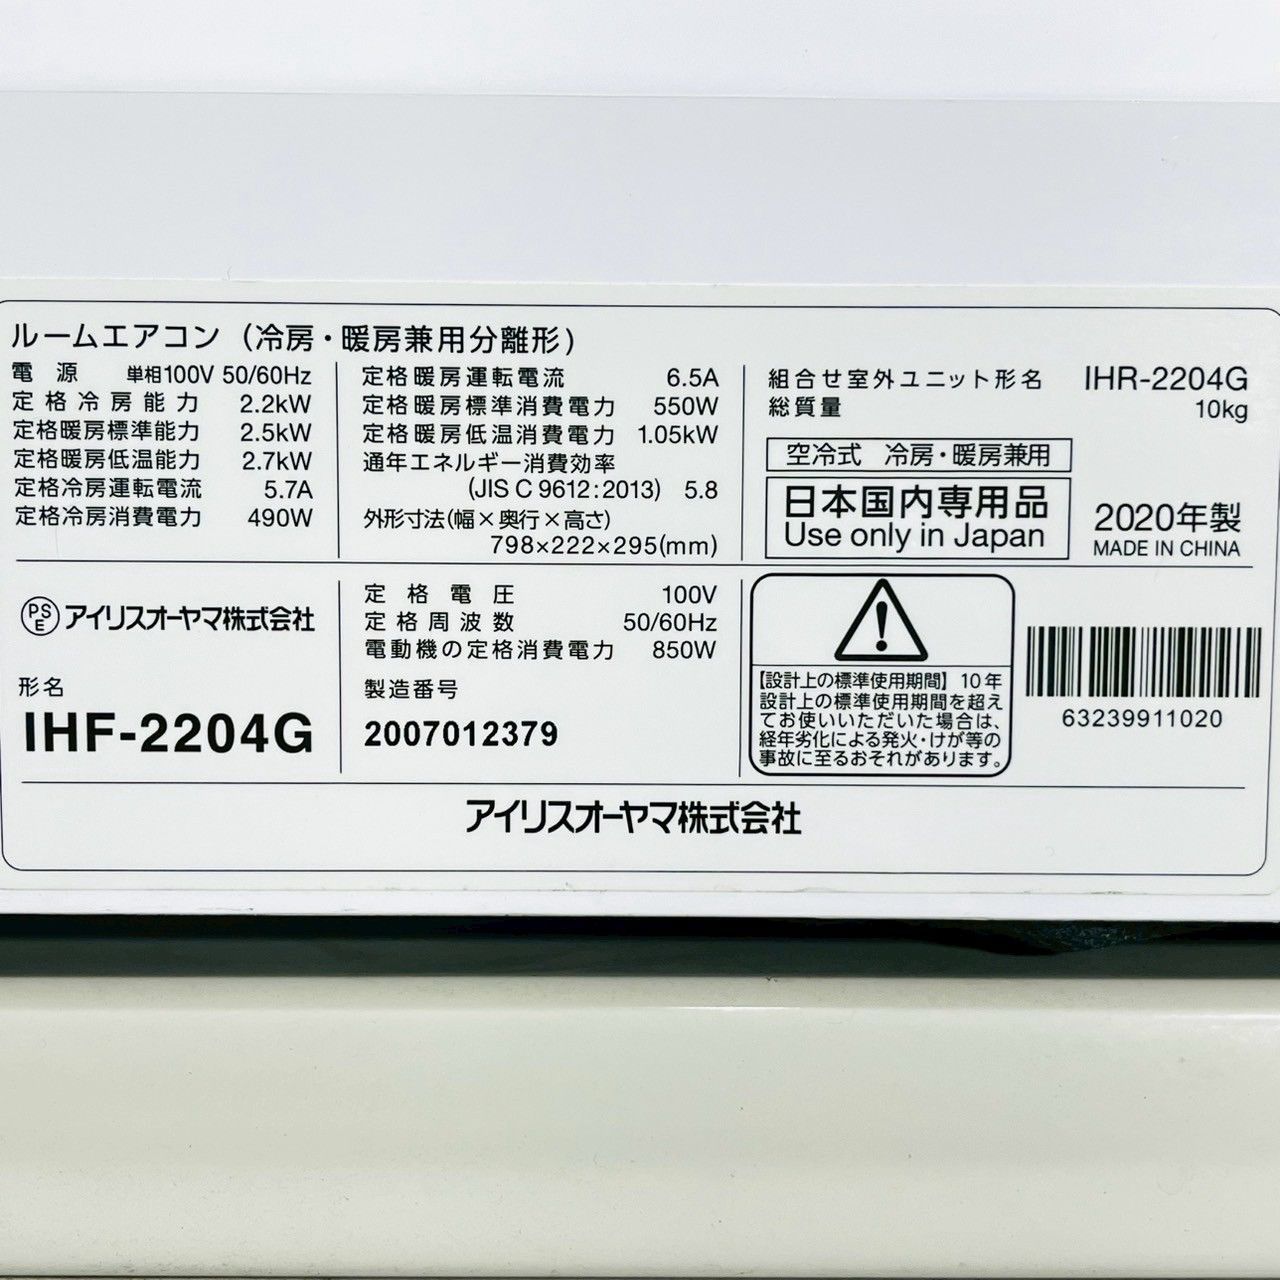 ルームエアコン（冷房・暖房兼用分離形）
電源 単相100V 50/60Hz
定格冷房能力 2.2kW
定格暖房標準能力 2.5kW
定格暖房低温能力 2.7kW
定格冷房運転電流 5.7A
定格冷房消費電力 490W
定格暖房運転電流 6.5A
定格暖房標準消費電力 550W
定格暖房低温消費電力 1.05kW
通年エネルギー消費効率
(JIS C 9612:2013) 5.8
外形寸法(幅×奥行×高さ)
798×222×295(mm)
組合せ室外ユニット形名 IHR-2204G
総質量 10kg
空冷式 冷房・暖房兼用
日本国内専用品
Use only in Japan
2020年製
MADE IN CHINA
PSE アイリスオーヤマ株式会社
形名
IHF-2204G
定格電圧 100V
定格周波数 50/60Hz
電動機の定格消費電力 850W
製造番号
2007012379
【設計上の標準使用期間】10年
設計上の標準使用期間を超え
てお使いいただいた場合は、
経年劣化による発火・けが等の
事故に至るおそれがあります。
63239911020
アイリスオーヤマ株式会社